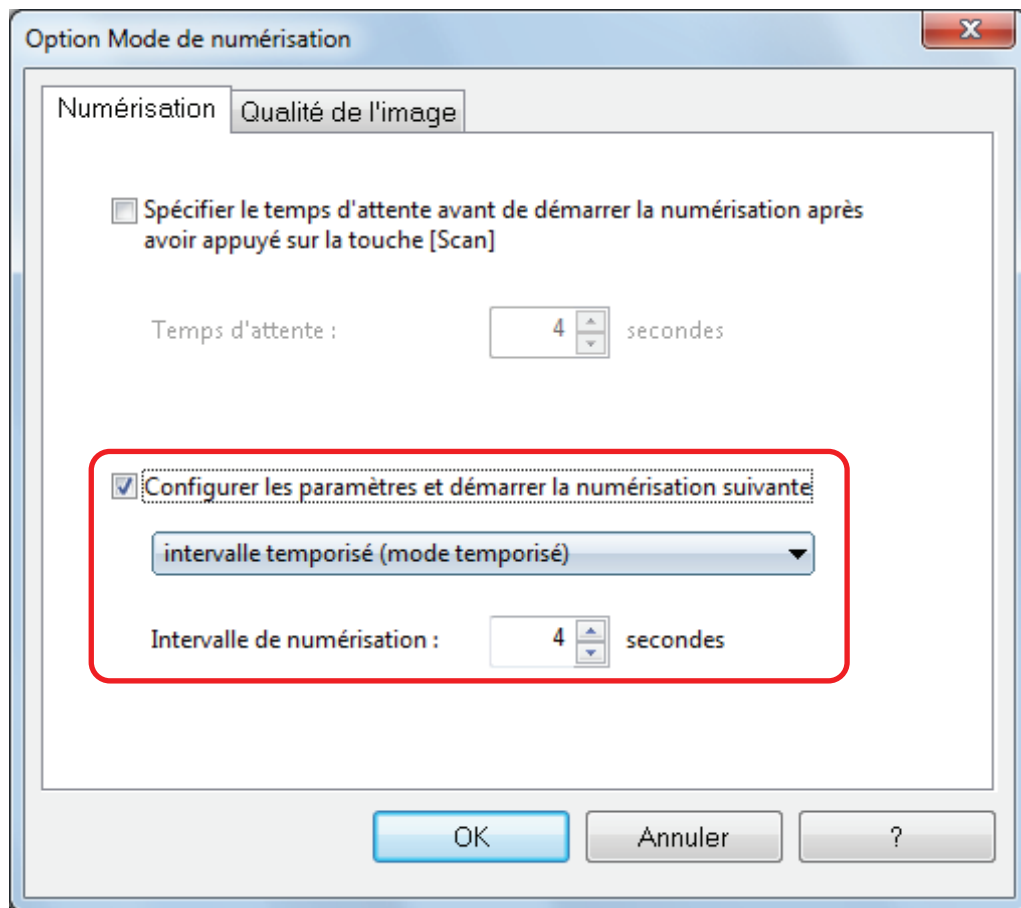 Option Mode de numérisation
x
Numérisation
Qualité de l'image
Spécifier le temps d'attente avant de démarrer la numérisation après
avoir appuyé sur la touche [Scan]
Temps d'attente : 4 secondes
Configurer les paramètres et démarrer la numérisation suivante
intervalle temporisé (mode temporisé)
Intervalle de numérisation : 4 secondes
OK
Annuler
?